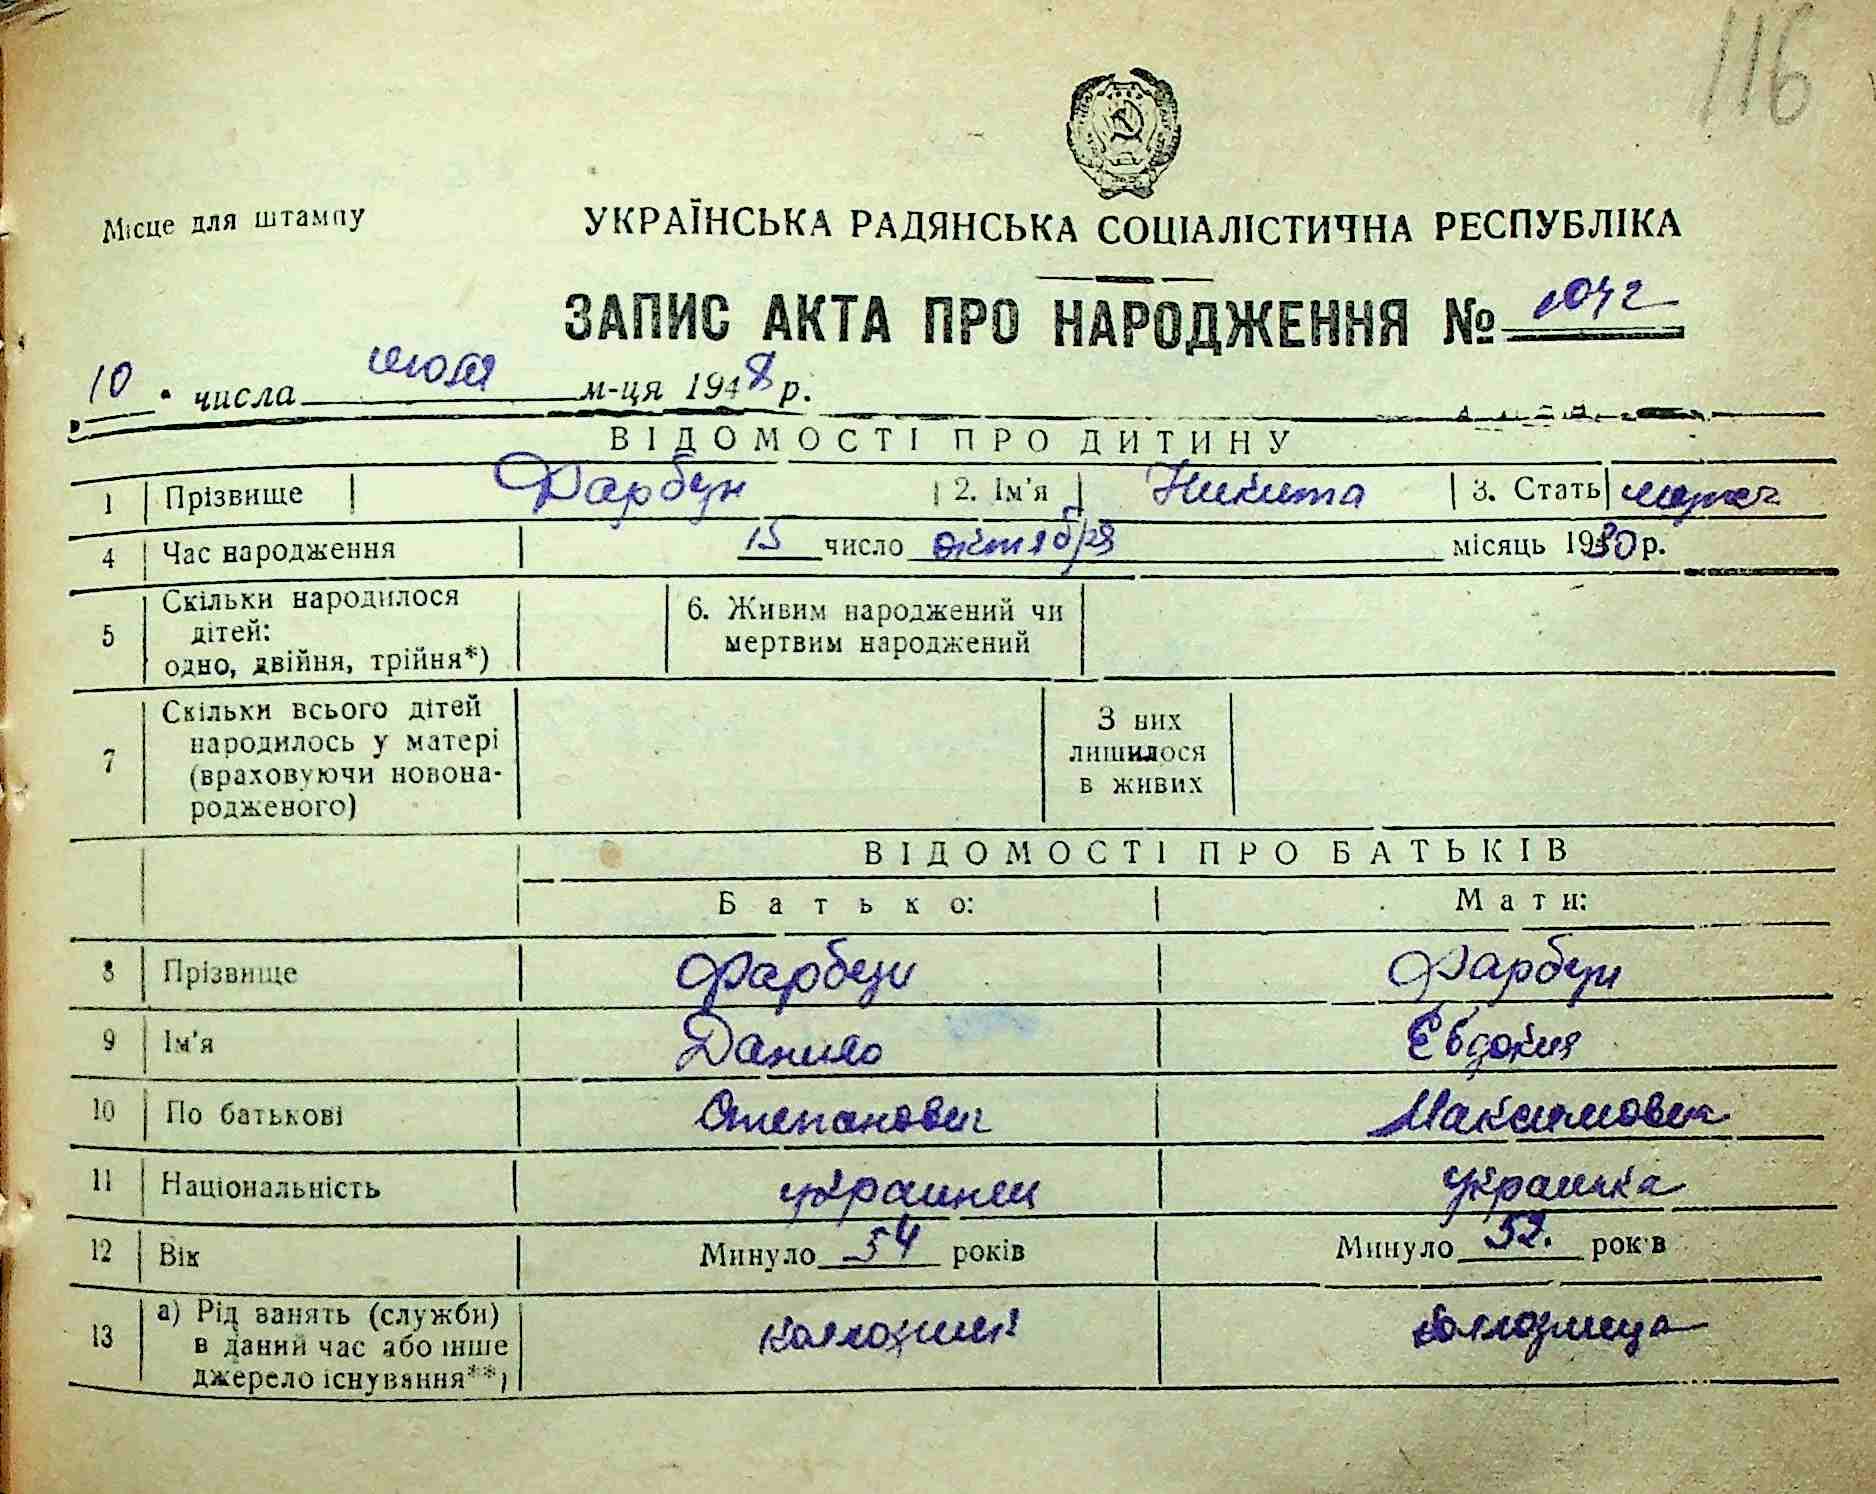 116
Місце для штампу
УКРАЇНСЬКА РАДЯНСЬКА СОЦІАЛІСТИЧНА РЕСПУБЛІКА
ЗАПИС АКТА ПРО НАРОДЖЕННЯ № 1042
10 числа июля м-ця 1948 р.
ВІДОМОСТІ ПРО ДИТИНУ
1 Прізвище Фарбун 2. Ім'я Никита 3. Стать
4 Час народження 15 число октября місяць 1930 р.
5 Скільки народилося дітей: одно, двійня, трійня*) 6. Живим народжений чи мертвим народжений
7 Скільки всього дітей народилось у матері (враховуючи новонародженого) З них лишилося в живих
ВІДОМОСТІ ПРО БАТЬКІВ
Батько: Мати:
8 Прізвище Фарбун Фарбун
9 Ім'я Данило Евдокия
10 По батькові Степанович Максимовна
11 Національність украинец украинка
12 Вік Минуло 54 років Минуло 52. років
13 а) Рід занять (служби) в даний час або інше джерело існування**) колхозник колхозница